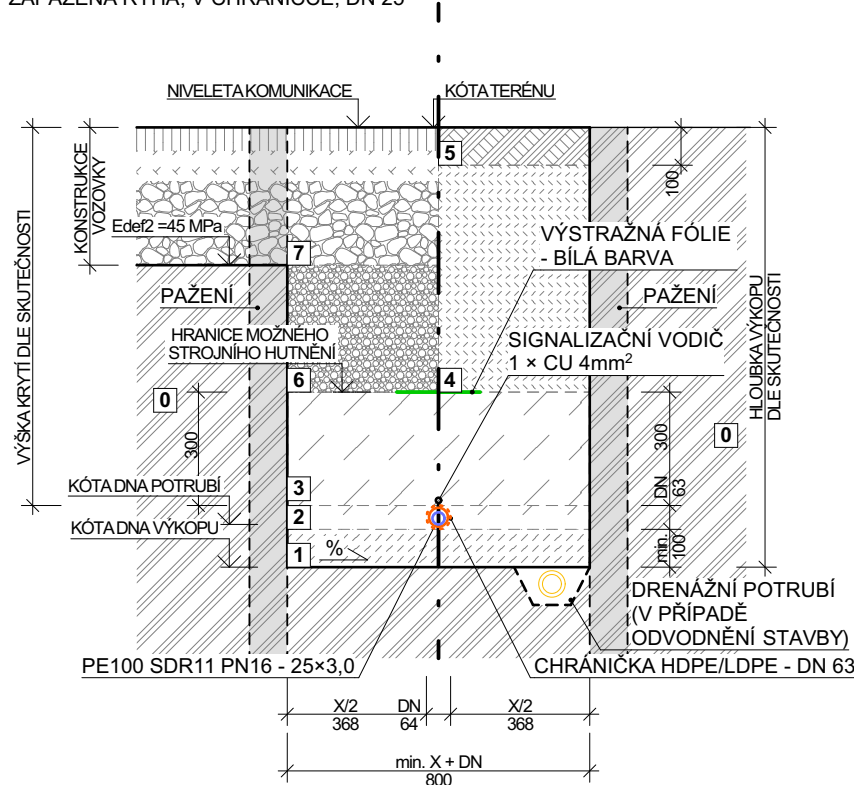 ZAPAŽENÁ RÝHA, V CHRÁNIČCE, DN 25
NIVELETA KOMUNIKACE
KÓTA TERÉNU
5
100
KONSTRUKCE
VOZOVKY
VÝŠKA KRYTÍ DLE SKUTEČNOSTI
Edef2 =45 MPa
7
VÝSTRAŽNÁ FÓLIE
- BÍLÁ BARVA
PAŽENÍ
PAŽENÍ
HLOUBKA VÝKOPU
DLE SKUTEČNOSTI
HRANICE MOŽNÉHO
STROJNÍHO HUTNĚNÍ
SIGNALIZAČNÍ VODIČ
1 × CU 4mm²
6
4
0
0
300
300
3
KÓTA DNA POTRUBÍ
DN
63
2
KÓTA DNA VÝKOPU
1
%
min.
100
DRENÁŽNÍ POTRUBÍ
(V PŘÍPADĚ
ODVODNĚNÍ STAVBY)
PE100 SDR11 PN16 - 25×3,0
CHRÁNIČKA HDPE/LDPE - DN 63
X/2
DN
X/2
368
64
368
min. X + DN
800